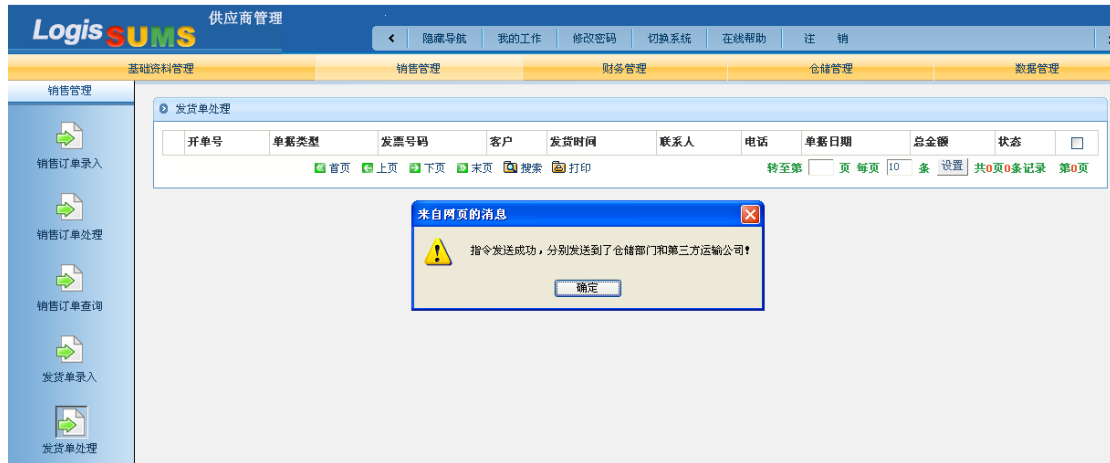 Logis SUMS 供应商管理
隐藏导航 我的工作 修改密码 切换系统 在线帮助 注 销
基础资料管理 销售管理 财务管理 仓储管理 数据管理
销售管理
发货单处理
开单号 单据类型 发票号码 客户 发货时间 联系人 电话 单据日期 总金额 状态
首页 上页 下页 末页 搜索 打印 转至第 页 每页 10 条 设置 共0页0条记录 第0页
销售订单录入
来自网页的消息
销售订单处理
指令发送成功，分别发送到了仓储部门和第三方运输公司!
确定
销售订单查询
发货单录入
发货单处理